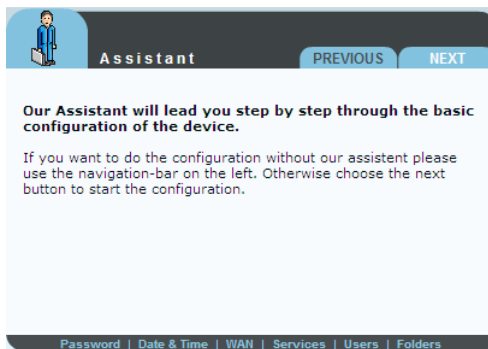 Assistant
PREVIOUS NEXT
Our Assistant will lead you step by step through the basic
configuration of the device.
If you want to do the configuration without our assistent please
use the navigation-bar on the left. Otherwise choose the next
button to start the configuration.
Password | Date & Time | WAN | Services | Users | Folders